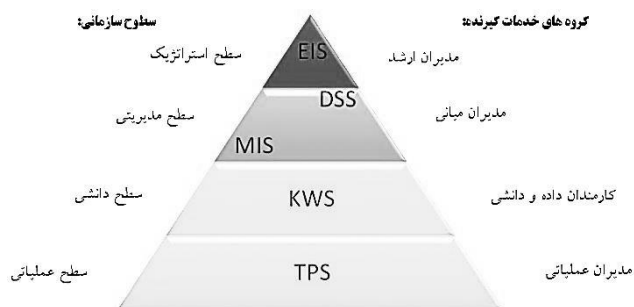 گروه های خدمات گیرنده:
سطوح سازمانی:
مدیران ارشد
EIS
سطح استراتژیک
DSS
مدیران میانی
سطح مدیریتی
MIS
کارمندان داده و دانشی
KWS
سطح دانشی
مدیران عملیاتی
TPS
سطح عملیاتی